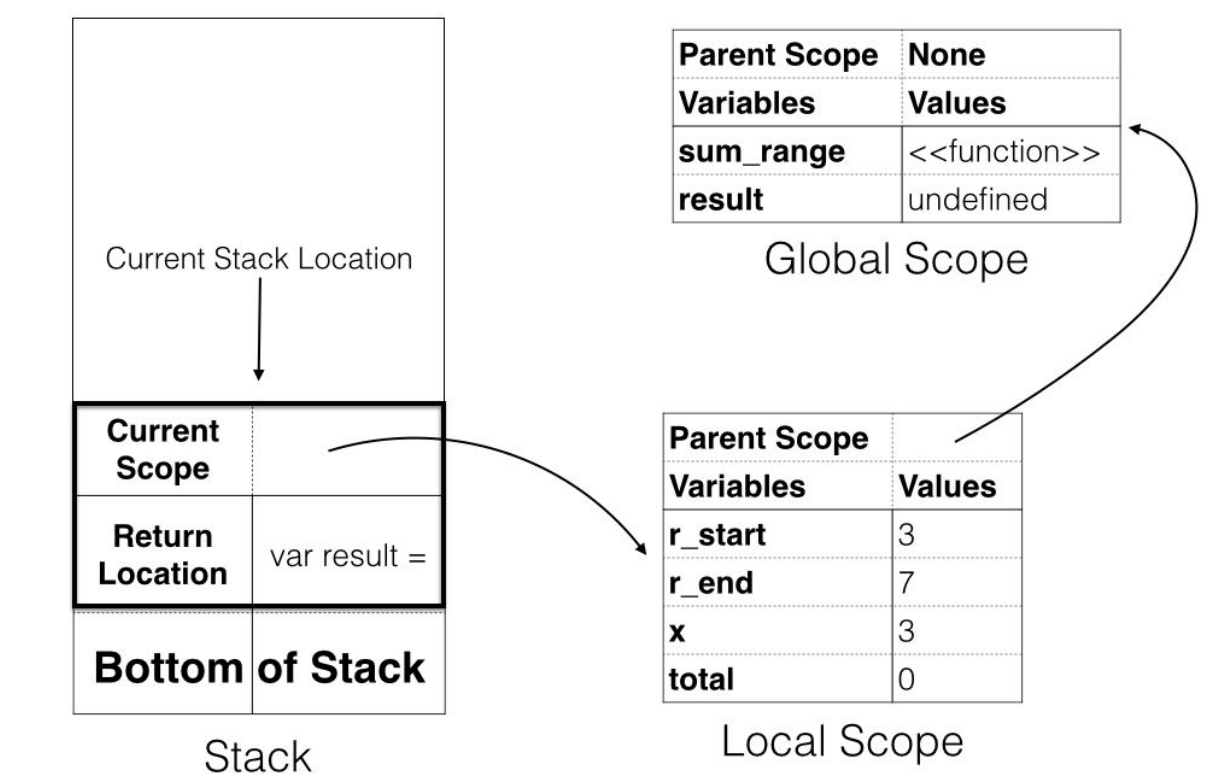 Current Stack Location
Current
Scope
Return
Location
var result =
Bottom of Stack
Stack
Parent Scope None
Variables Values
sum_range <<function>>
result undefined
Global Scope
Parent Scope
Variables Values
r_start 3
r_end 7
x 3
total 0
Local Scope